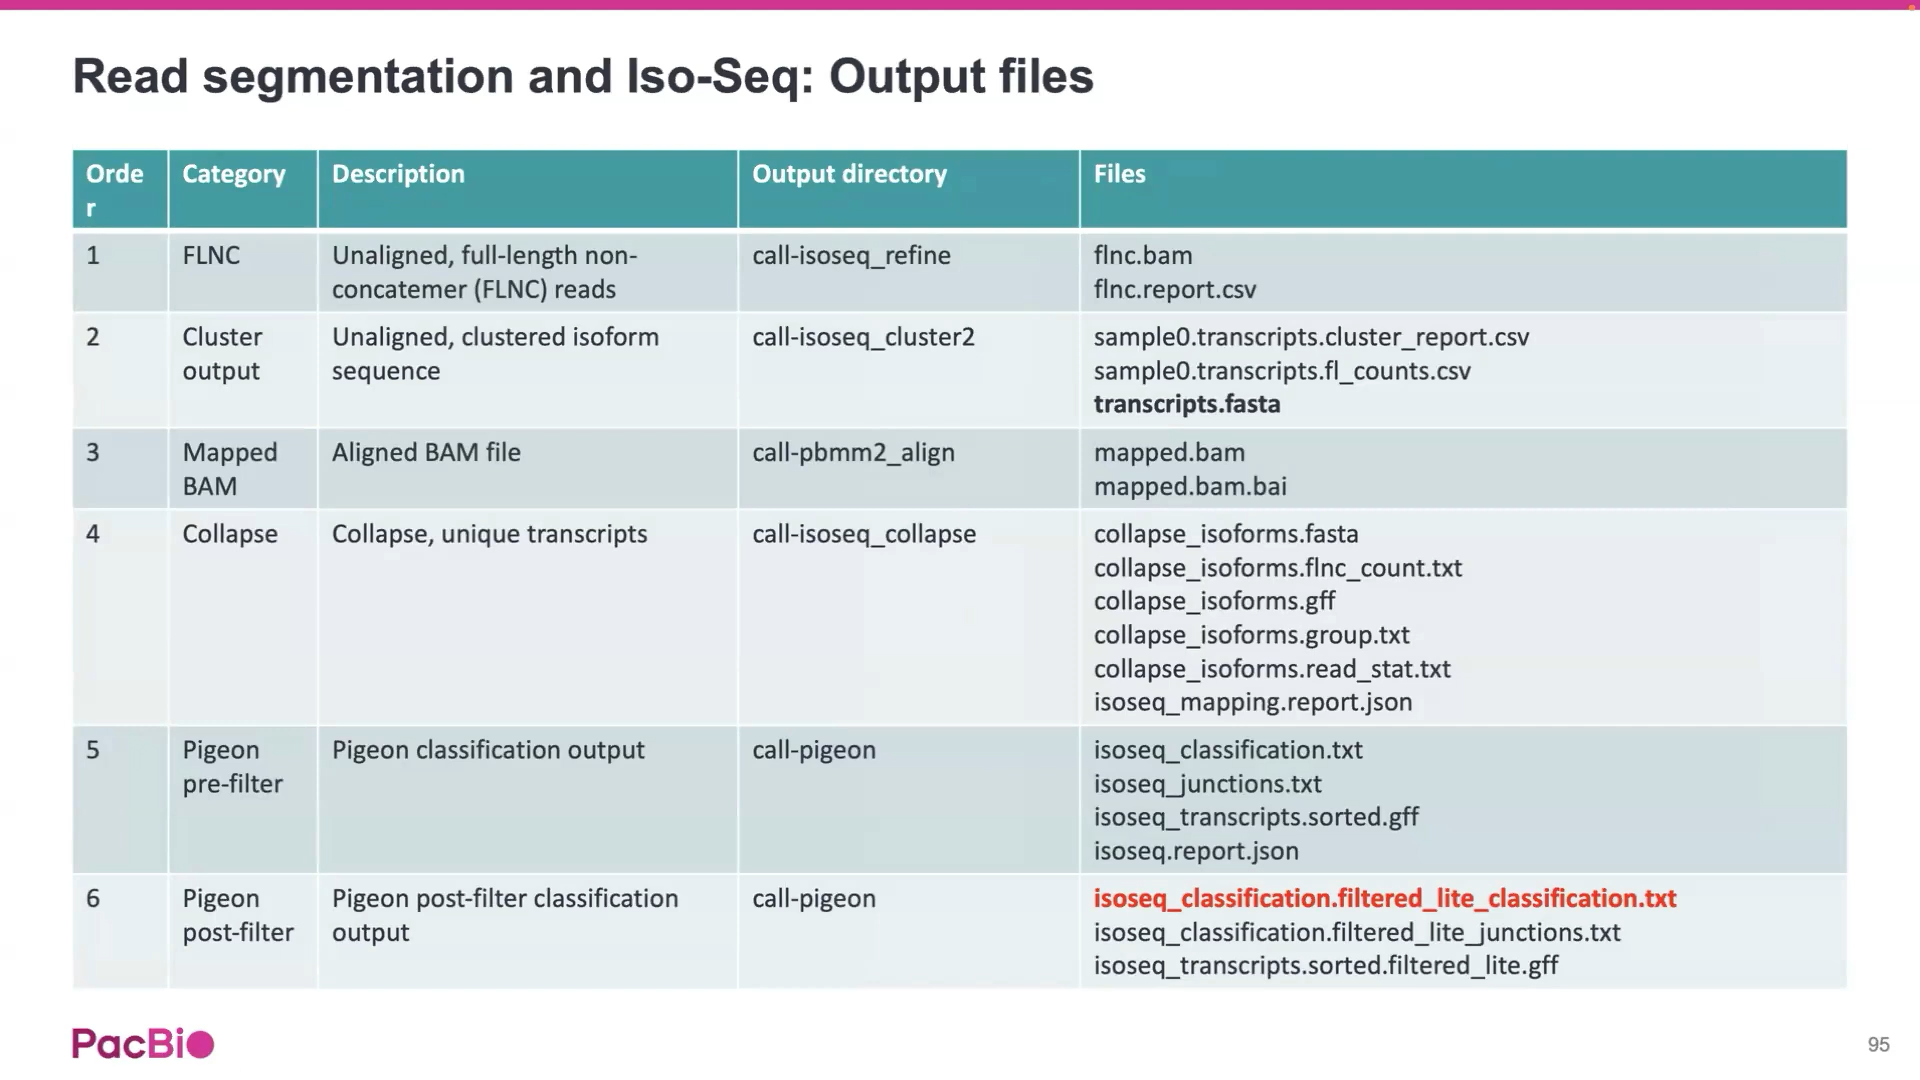 Read segmentation and Iso-Seq: Output files
Orde
r
Category
Description
Output directory
Files
1
FLNC
Unaligned, full-length non-
concatemer (FLNC) reads
call-isoseq_refine
flnc.bam
flnc.report.csv
2
Cluster
output
Unaligned, clustered isoform
sequence
call-isoseq_cluster2
sample0.transcripts.cluster_report.csv
sample0.transcripts.fl_counts.csv
transcripts.fasta
3
Mapped
BAM
Aligned BAM file
call-pbmm2_align
mapped.bam
mapped.bam.bai
4
Collapse
Collapse, unique transcripts
call-isoseq_collapse
collapse_isoforms.fasta
collapse_isoforms.flnc_count.txt
collapse_isoforms.gff
collapse_isoforms.group.txt
collapse_isoforms.read_stat.txt
isoseq_mapping.report.json
5
Pigeon
pre-filter
Pigeon classification output
call-pigeon
isoseq_classification.txt
isoseq_junctions.txt
isoseq_transcripts.sorted.gff
isoseq.report.json
6
Pigeon
post-filter
Pigeon post-filter classification
output
call-pigeon
isoseq_classification.filtered_lite_classification.txt
isoseq_classification.filtered_lite_junctions.txt
isoseq_transcripts.sorted.filtered_lite.gff
PacBio
95